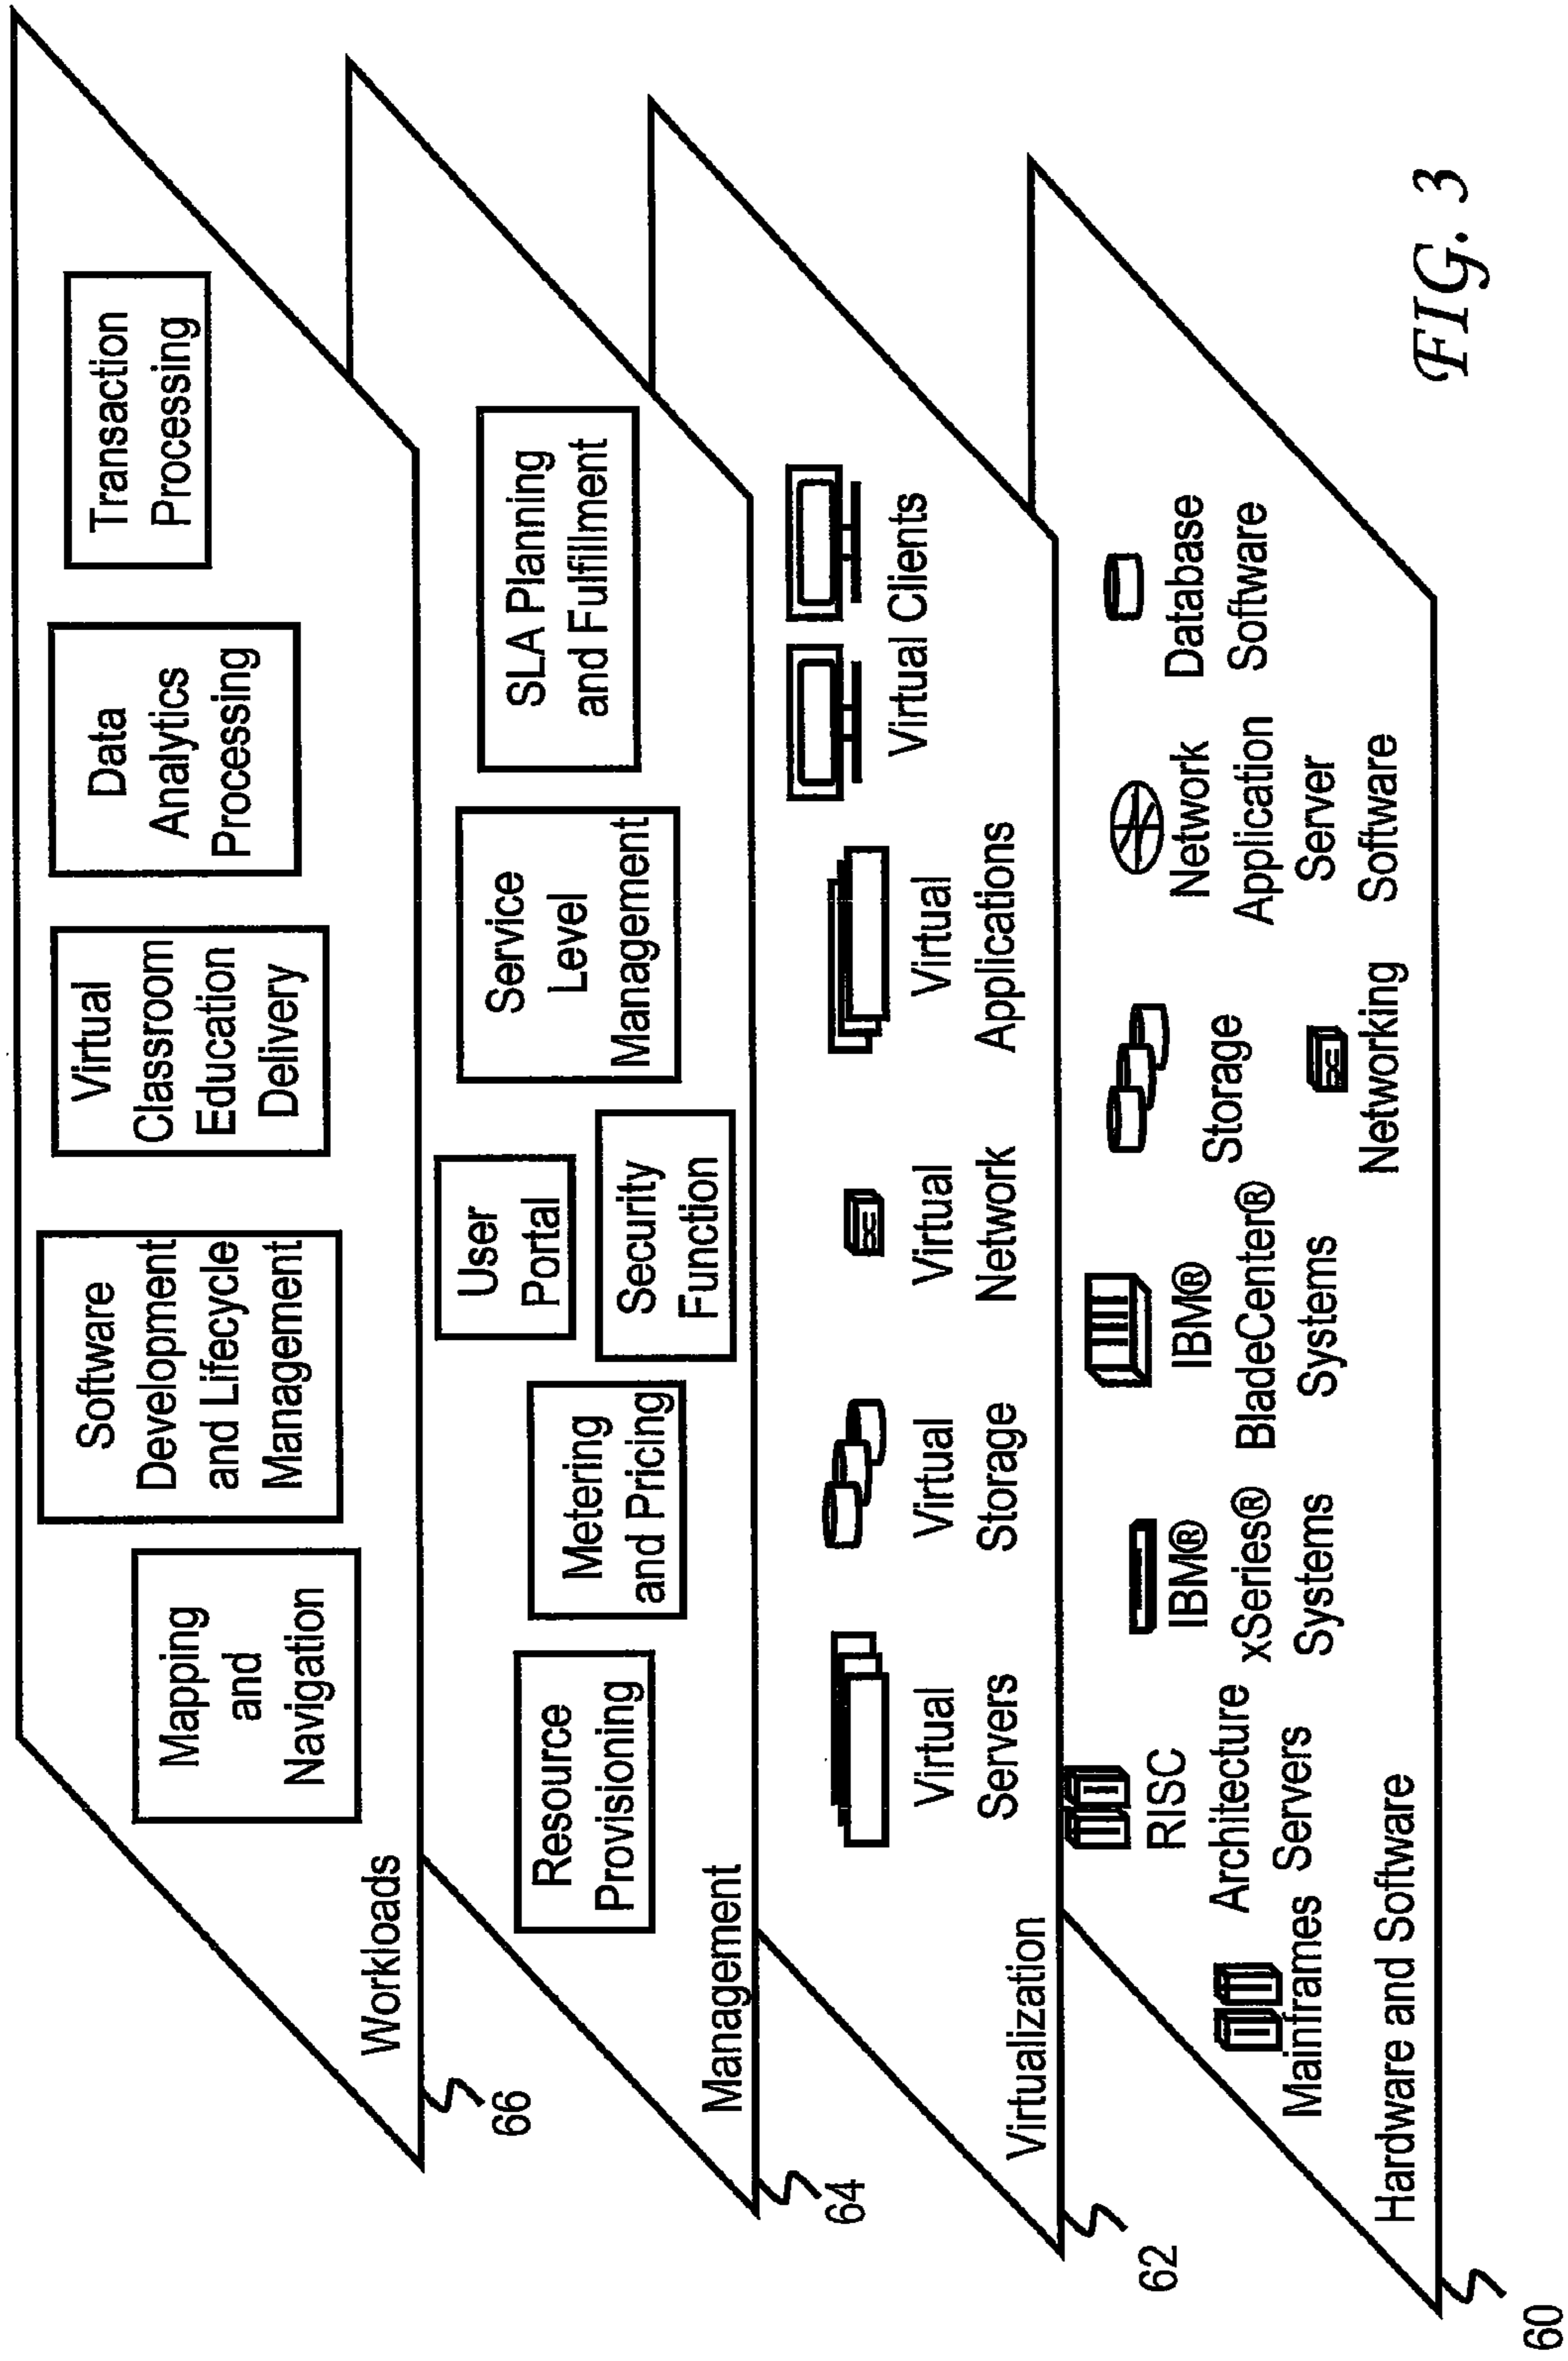 Mapping
and
Navigation
Software
Development
and Lifecycle
Management
Virtual
Classroom
Education
Delivery
Data
Analytics
Processing
Transaction
Processing
Workloads
66
Resource
Provisioning
Metering
and Pricing
User
Portal
Security
Function
Service
Level
Management
SLA Planning
and Fulfillment
Management
64
Virtual
Servers
Virtual
Storage
Virtual
Network
Virtual
Applications
Virtual Clients
Virtualization
62
Mainframes
RISC
Architecture
Servers
IBM®
xSeries®
Systems
IBM®
BladeCenter®
Systems
Storage
Networking
Network
Application
Server
Software
Database
Software
Hardware and Software
60
FIG. 3